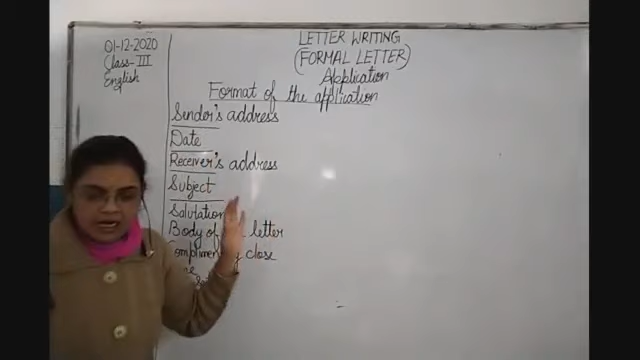 01-12-2020
Class-III
English
LETTER WRITING
(FORMAL LETTER)
Application
Format of the application
Sender's address
Date
Receiver's address
Subject
Salutation
Body of letter
close